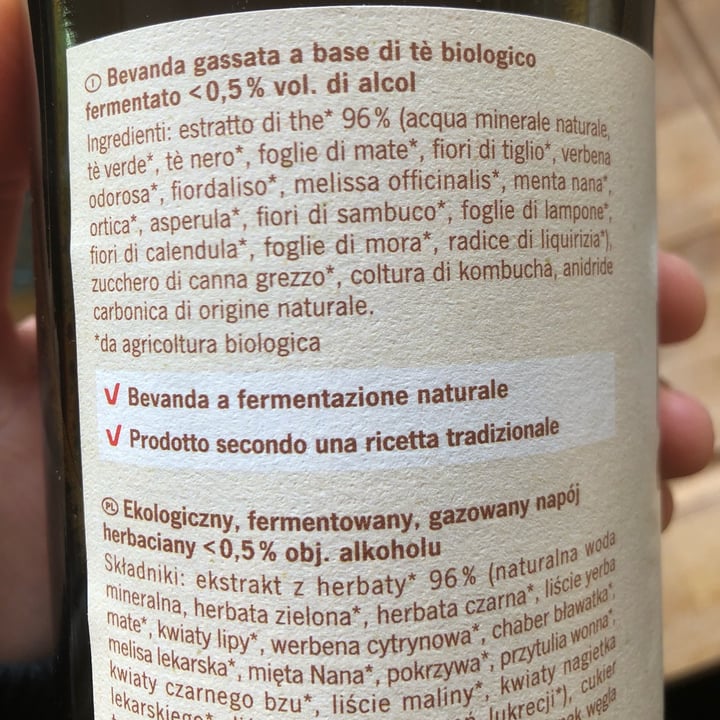 I Bevanda gassata a base di tè biologico
fermentato <0,5% vol. di alcol
Ingredienti: estratto di the* 96% (acqua minerale naturale,
tè verde*, tè nero*, foglie di mate*, fiori di tiglio*, verbena
odorosa*, fiordaliso*, melissa officinalis*, menta nana*,
ortica*, asperula*, fiori di sambuco*, foglie di lampone*,
fiori di calendula*, foglie di mora*, radice di liquirizia*),
zucchero di canna grezzo*, coltura di kombucha, anidride
carbonica di origine naturale.
*da agricoltura biologica
✓ Bevanda a fermentazione naturale
✓ Prodotto secondo una ricetta tradizionale
PL Ekologiczny, fermentowany, gazowany napój
herbaciany <0,5% obj. alkoholu
Składniki: ekstrakt z herbaty* 96% (naturalna woda
mineralna, herbata zielona*, herbata czarna*, liście yerba
mate*, kwiaty lipy*, werbena cytrynowa*, chaber bławatka*,
melisa lekarska*, mięta Nana*, pokrzywa*, przytulia wonna*,
kwiaty czarnego bzu*, liście maliny*, kwiaty nagietka
lekarskiego*, lukrecji*), cukier
węgla